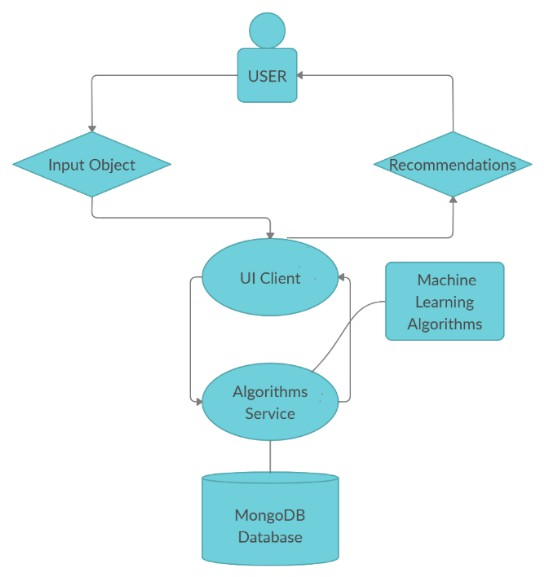 USER
Input Object
Recommendations
UI Client
Machine
Learning
Algorithms
Algorithms
Service
MongoDB
Database